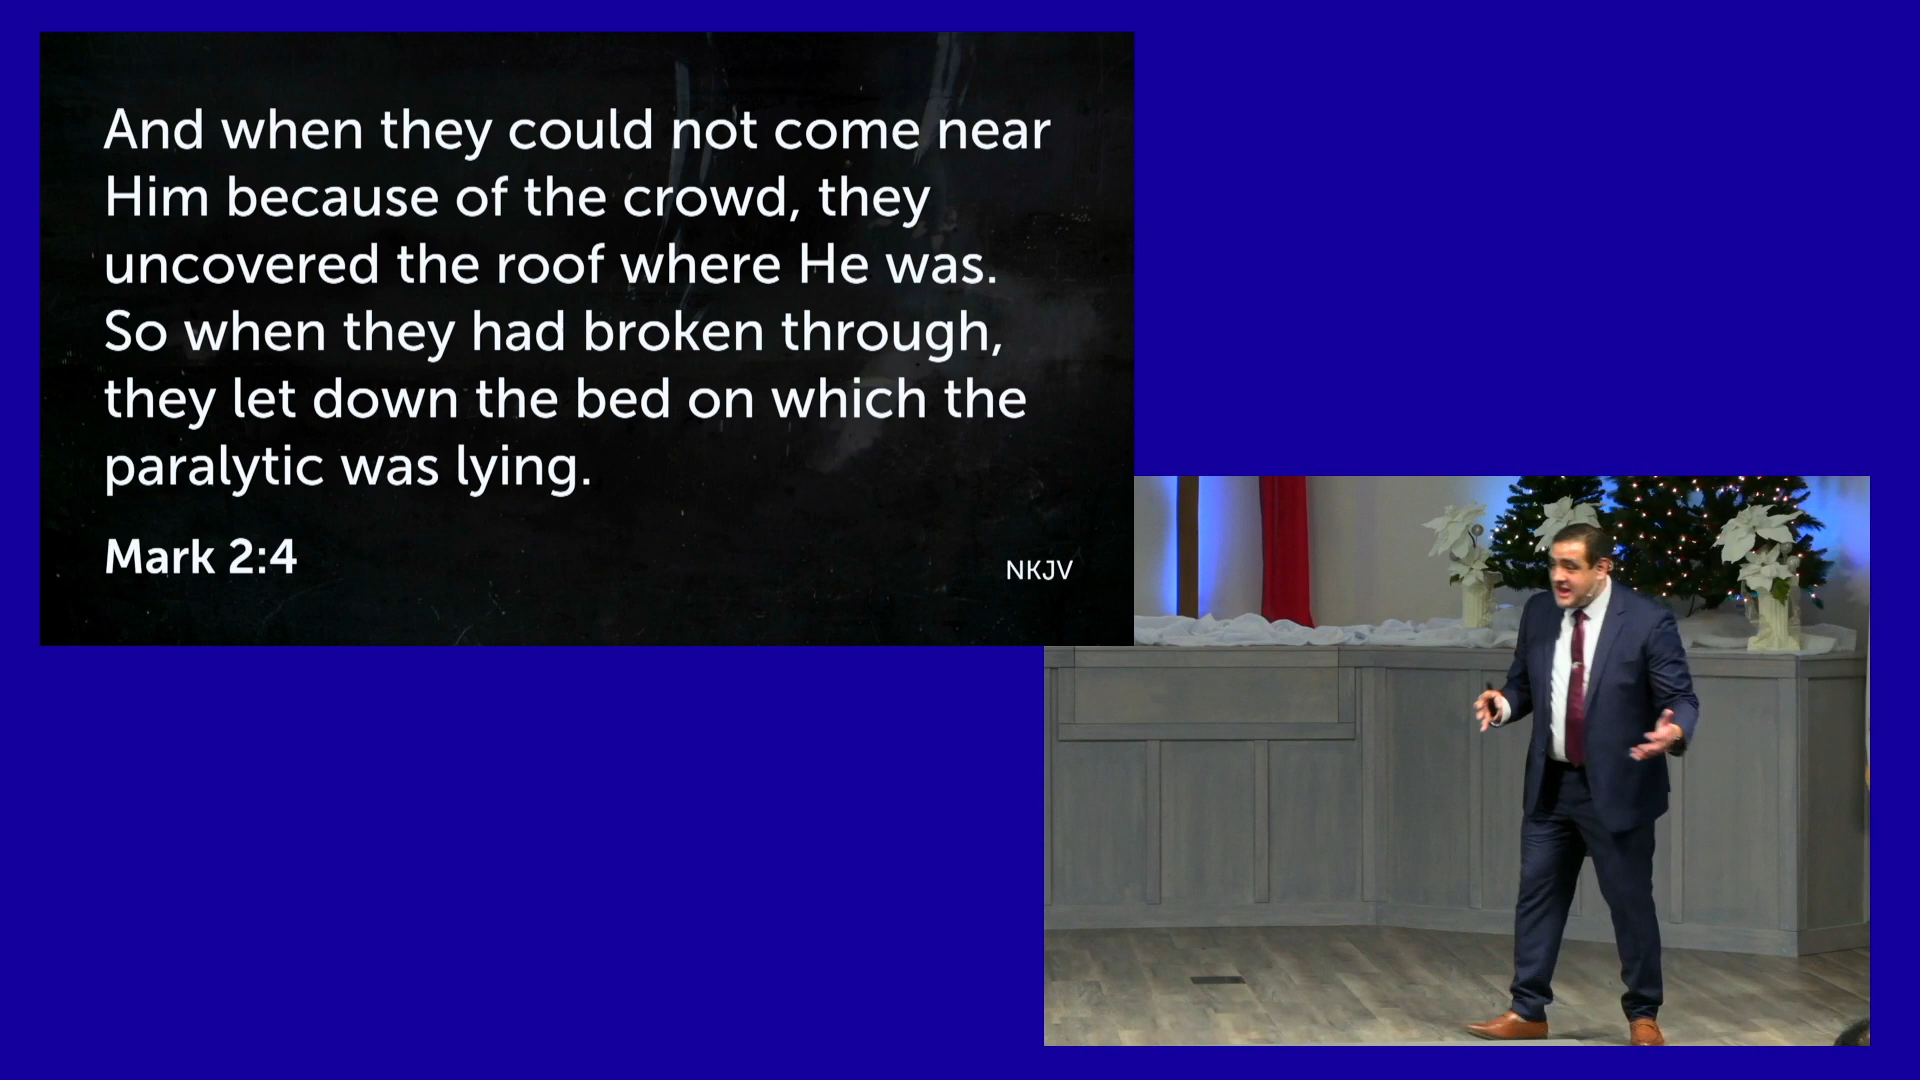 And when they could not come near
Him because of the crowd, they
uncovered the roof where He was.
So when they had broken through,
they let down the bed on which the
paralytic was lying.
Mark 2:4
NKJV